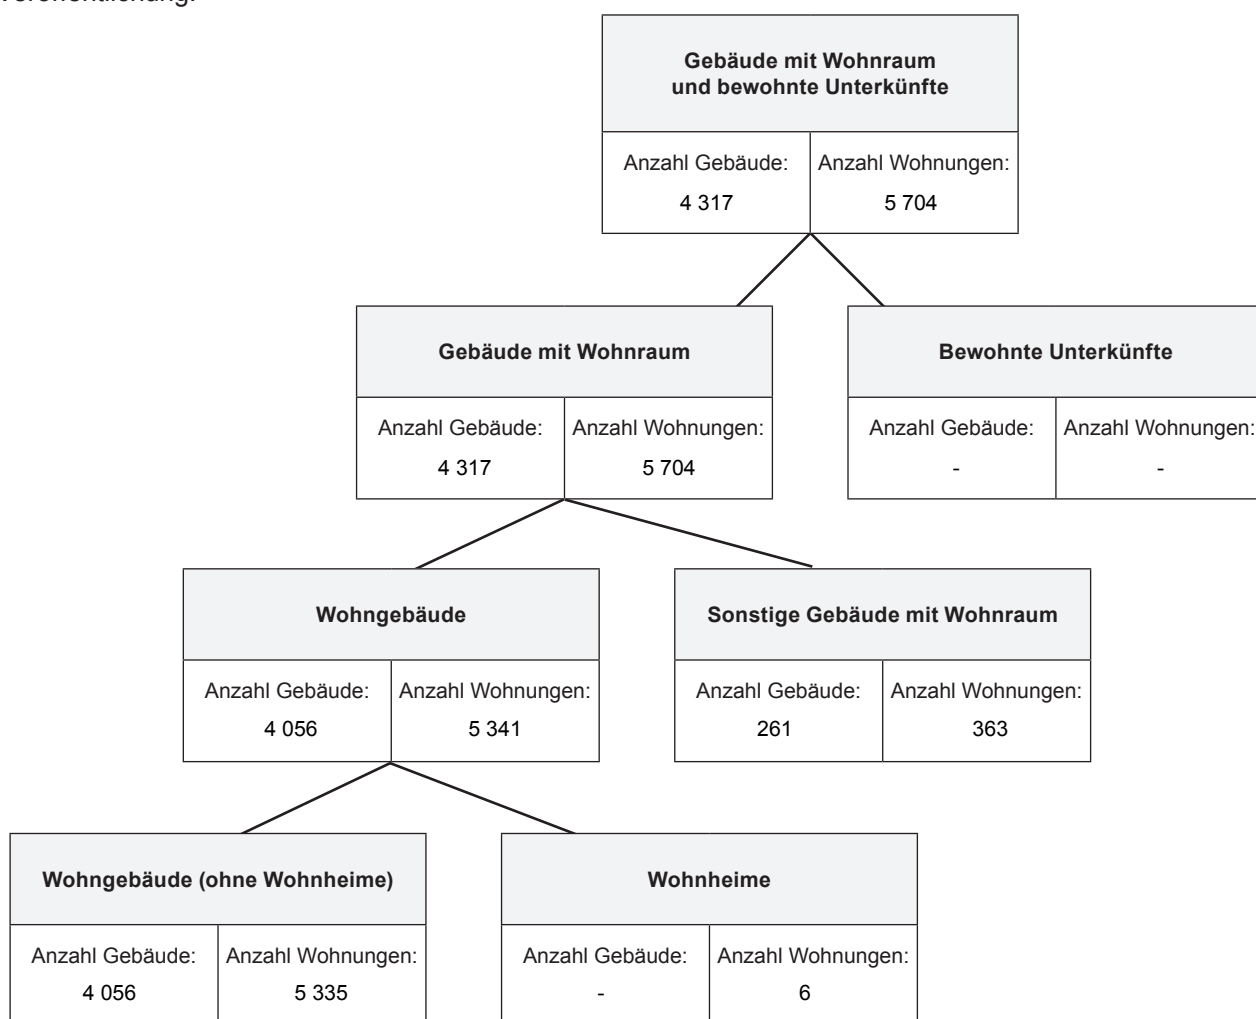 Veröffentlichung.
Gebäude mit Wohnraum
und bewohnte Unterkünfte
Anzahl Gebäude:
4 317
Anzahl Wohnungen:
5 704
Gebäude mit Wohnraum
Anzahl Gebäude:
4 317
Anzahl Wohnungen:
5 704
Bewohnte Unterkünfte
Anzahl Gebäude:
-
Anzahl Wohnungen:
-
Wohngebäude
Anzahl Gebäude:
4 056
Anzahl Wohnungen:
5 341
Sonstige Gebäude mit Wohnraum
Anzahl Gebäude:
261
Anzahl Wohnungen:
363
Wohngebäude (ohne Wohnheime)
Anzahl Gebäude:
4 056
Anzahl Wohnungen:
5 335
Wohnheime
Anzahl Gebäude:
-
Anzahl Wohnungen:
6